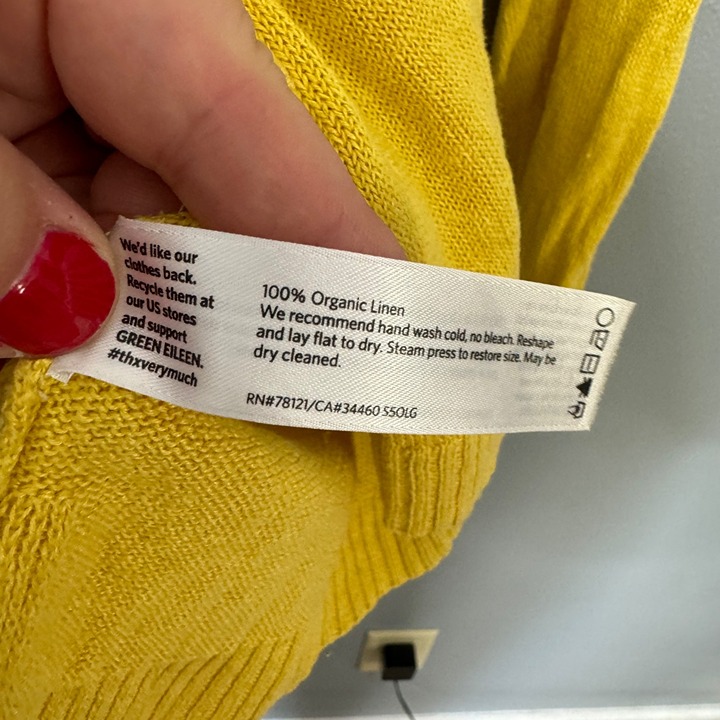 We'd like our
clothes back.
Recycle them at
our US stores
and support
GREEN EILEEN.
#thxverymuch
100% Organic Linen
We recommend hand wash cold, no bleach. Reshape
and lay flat to dry. Steam press to restore size. May be
dry cleaned.
RN#78121/CA#34460 550LG